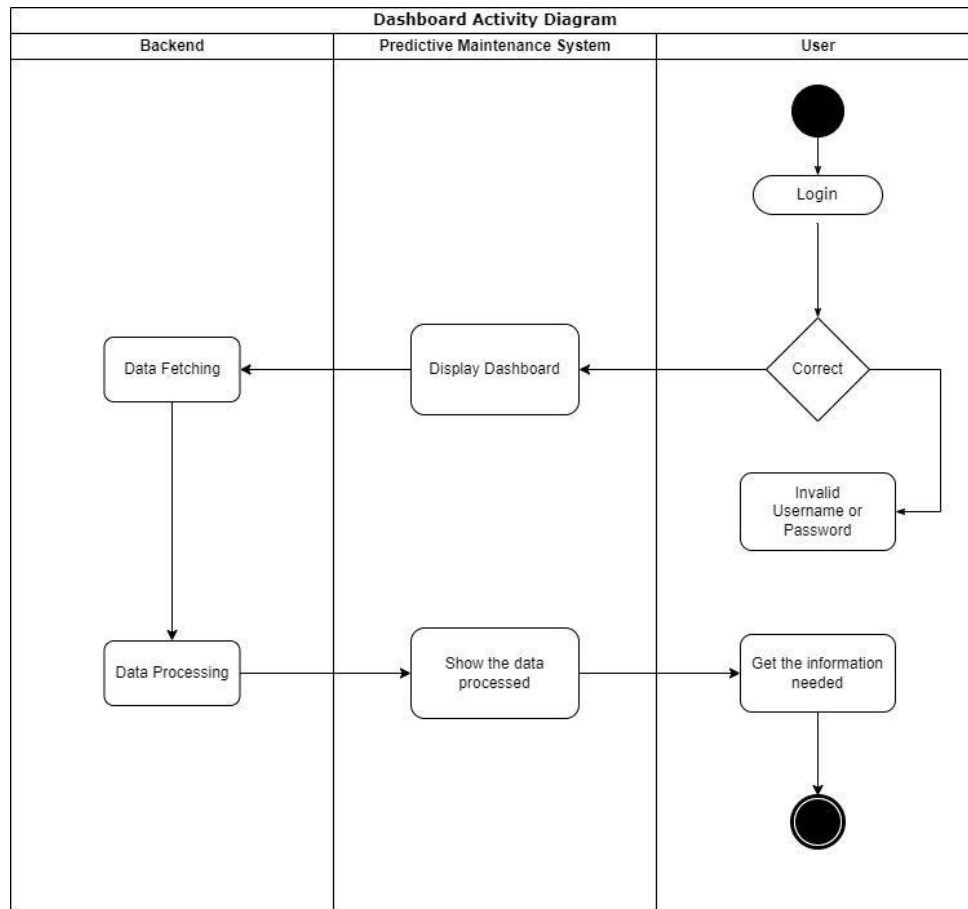 Dashboard Activity Diagram
Backend
Predictive Maintenance System
User
Login
Data Fetching
Display Dashboard
Correct
Invalid
Username or
Password
Data Processing
Show the data
processed
Get the information
needed